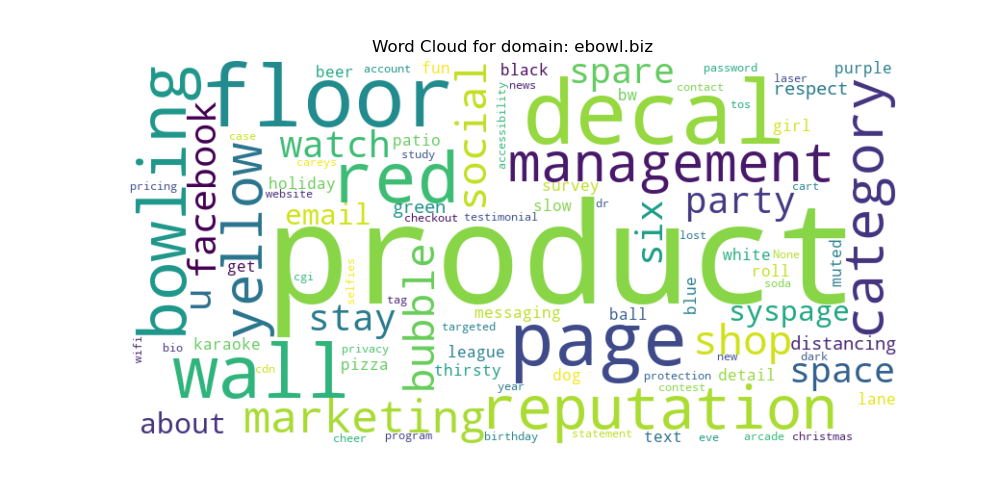 Word Cloud for domain: ebowl.biz
floor
beer
account
fun
social
black
news
spare
bw
password
contact
tos
laser
purple
respect
category
bowling
facebook
case
yellow
careys
website
pricing
watch
patio
study
holiday
red
green
email
checkout
testimonial
accessibility
decal
management
girl
survey
slow
dr
six
party
cart
lost
white
None
roll
soda
muted
product
u
get
cgi
selfies
tag
bubble
stay
messaging
targeted
ball
blue
syspage
distancing
wifi
bio
karaoke
cdn
wall
privacy
pizza
league
thirsty
year
page
dog
shop
new
dark
protection
detail
contest
space
lane
about
marketing
reputation
cheer
program
birthday
statement
text
eve
arcade
christmas